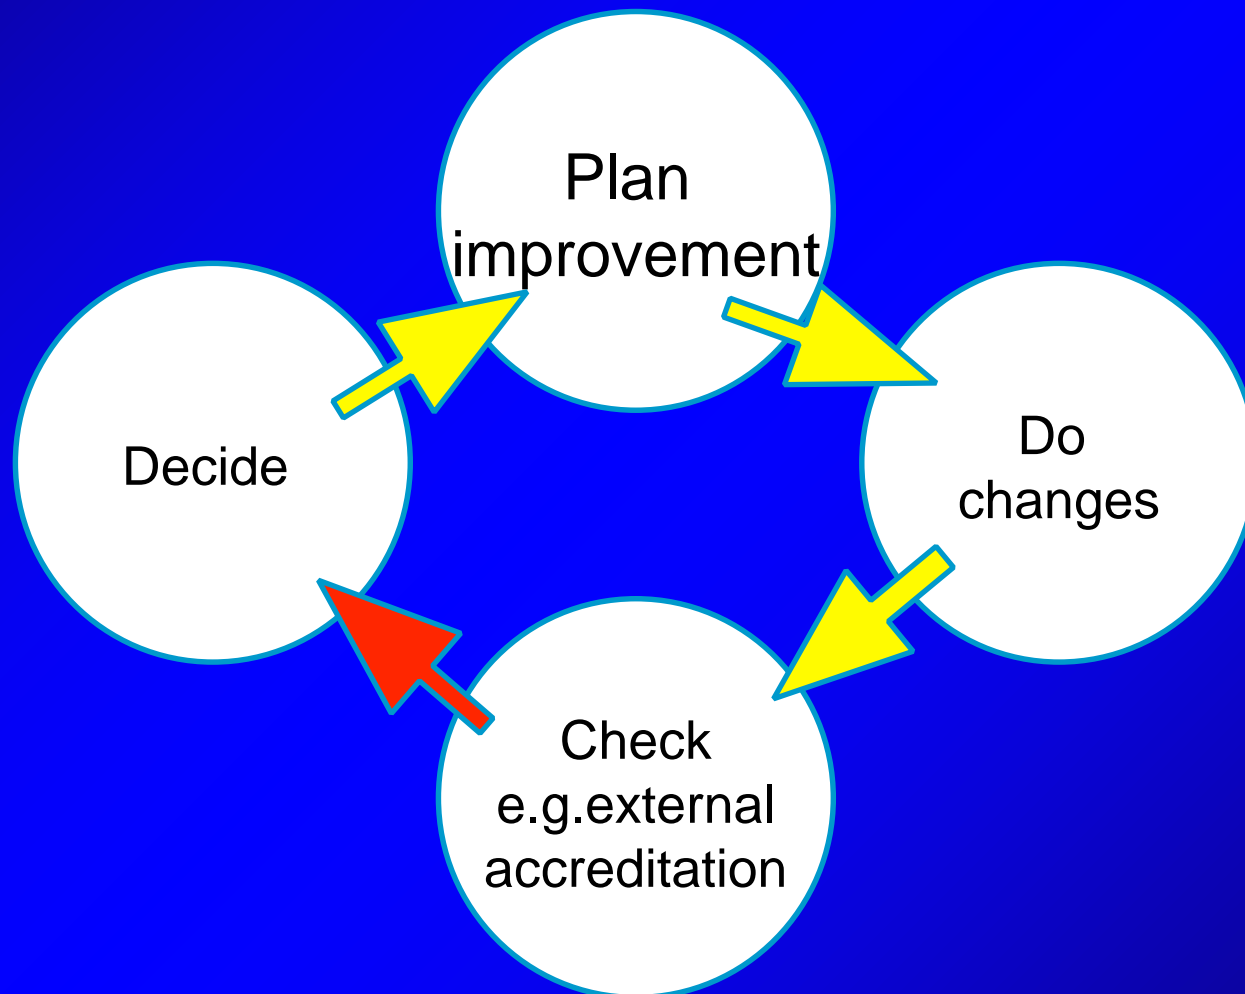 Plan
improvement
Do
changes
Check
e.g.external
accreditation
Decide